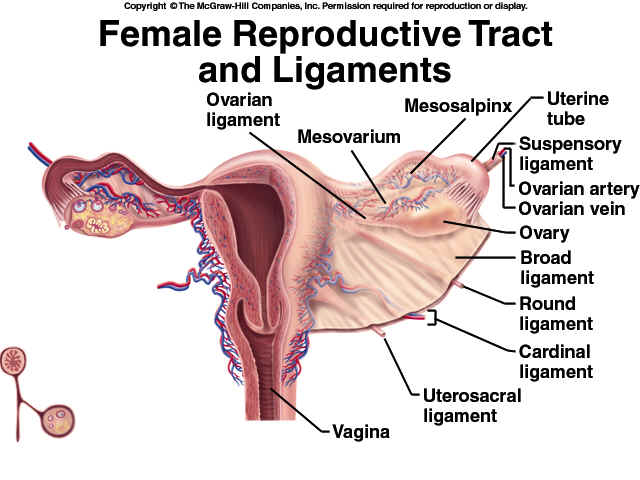 Copyright © The McGraw-Hill Companies, Inc. Permission required for reproduction or display.
Female Reproductive Tract
and Ligaments
Ovarian
ligament
Mesovarium
Mesosalpinx
Uterine
tube
Suspensory
ligament
Ovarian artery
Ovarian vein
Ovary
Broad
ligament
Round
ligament
Cardinal
ligament
Uterosacral
ligament
Vagina